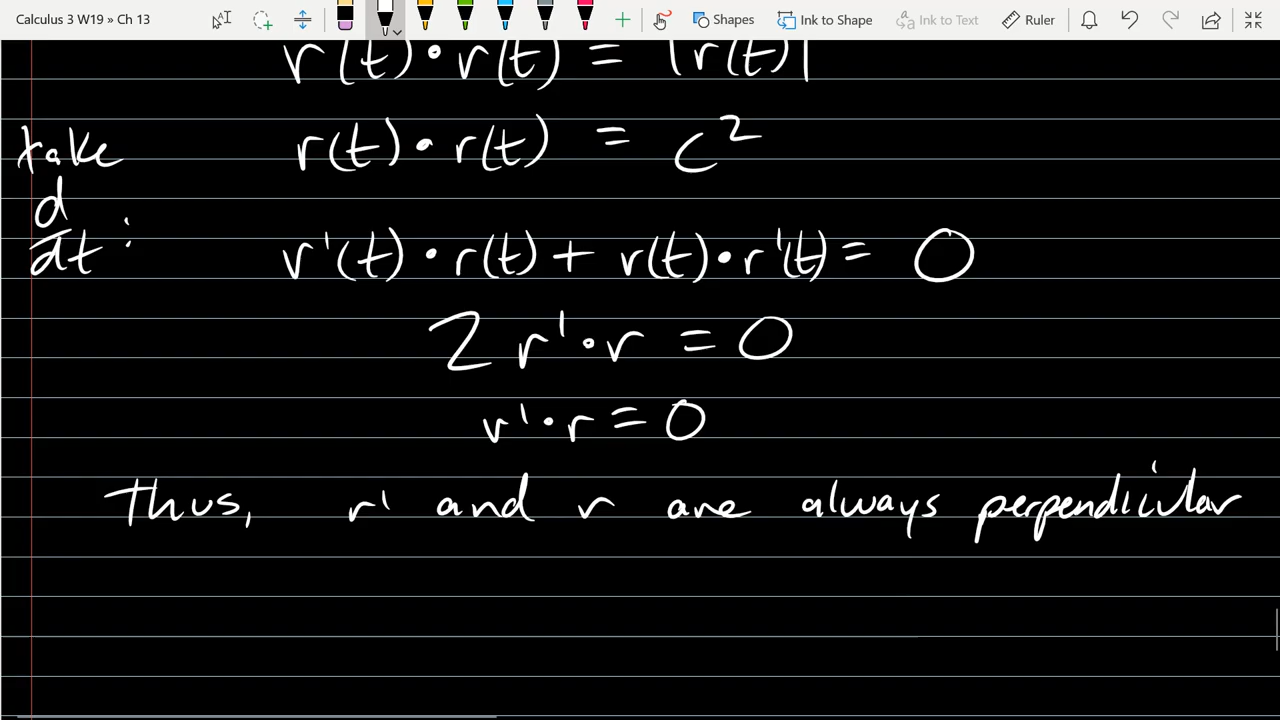 Calculus 3 W19 » Ch 13
Shapes
Ink to Shape
Ink to Text
Ruler
r(t) • r(t) = |r(t)|
take d/dt:
r(t) • r(t) = c²
r'(t) • r(t) + r(t) • r'(t) = 0
2 r' • r = 0
r' • r = 0
Thus, r' and r are always perpendicular